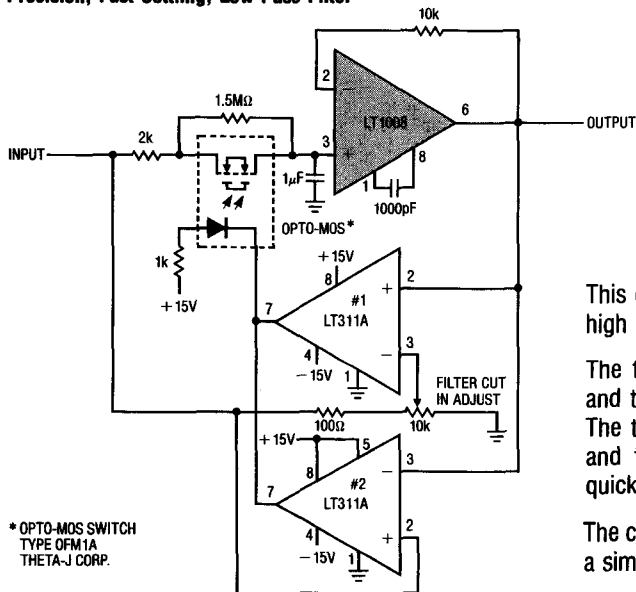 Precision, Fast Settling, Low Pass Filter
10k
2
6
LT1008
OUTPUT
1.5MΩ
2k
3
8
INPUT
1µF
1
1000pF
OPTO-MOS*
1k
+15V
+15V
8
2
#1
LT311A
7
3
4
-15V
1
FILTER CUT
IN ADJUST
100Ω
10k
+15V
5
8
3
#2
LT311A
7
2
4
-15V
1
* OPTO-MOS SWITCH
TYPE OFM1A
THETA-J CORP.
This
high
The f
and t
The t
and
quick
The c
a sim